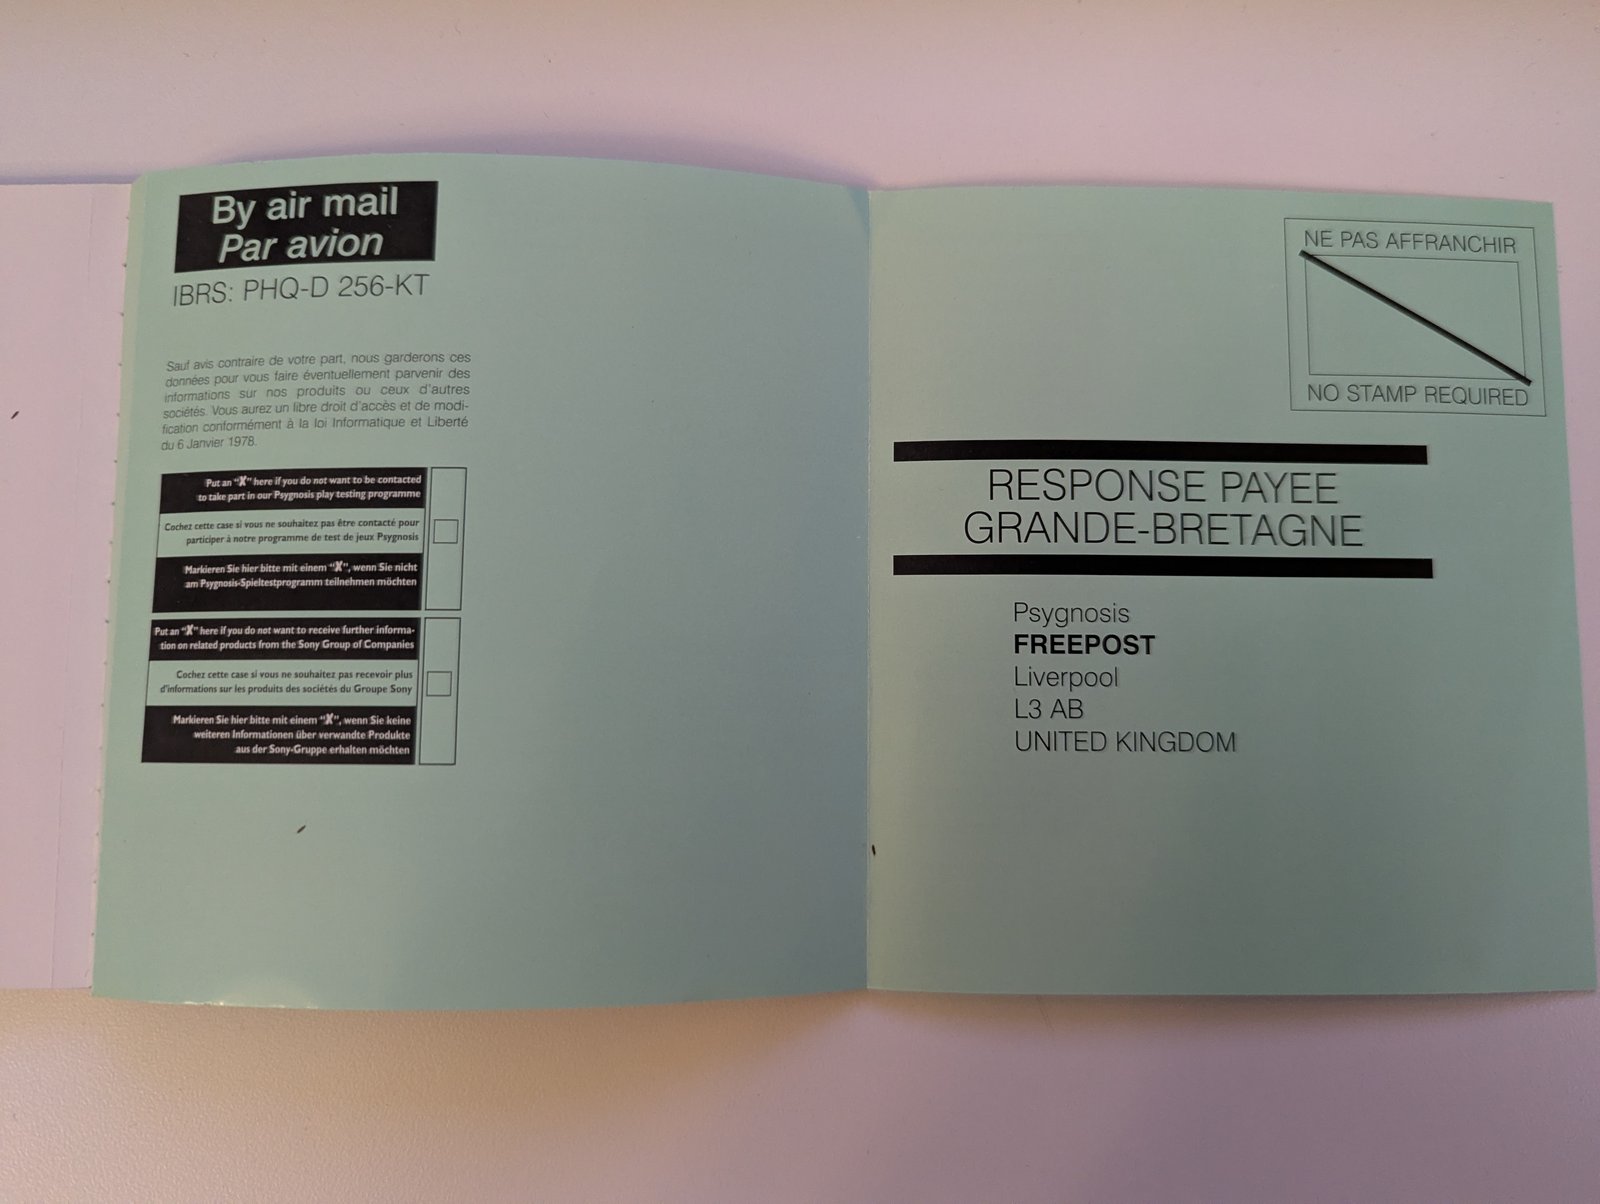 By air mail
Par avion
IBRS: PHQ-D 256-KT
Sauf avis contraire de votre part, nous garderons ces
données pour vous faire éventuellement parvenir des
informations sur nos produits ou ceux d'autres
sociétés. Vous aurez un libre droit d'accès et de modi-
fication conformément à la loi Informatique et Liberté
du 6 Janvier 1978.
Put an "X" here if you do not want to be contacted
to take part in our Psygnosis play testing programme
Cochez cette case si vous ne souhaitez pas être contacté pour
participer à notre programme de test de jeux Psygnosis
Markieren Sie hier bitte mit einem "X", wenn Sie nicht
am Psygnosis-Spieltestprogramm teilnehmen möchten
Put an "X" here if you do not want to receive further informa-
tion on related products from the Sony Group of Companies
Cochez cette case si vous ne souhaitez pas recevoir plus
d'informations sur les produits des sociétés du Groupe Sony
Markieren Sie hier bitte mit einem "X", wenn Sie keine
weiteren Informationen über verwandte Produkte
aus der Sony-Gruppe erhalten möchten
NE PAS AFFRANCHIR
NO STAMP REQUIRED
RESPONSE PAYEE
GRANDE-BRETAGNE
Psygnosis
FREEPOST
Liverpool
L3 AB
UNITED KINGDOM